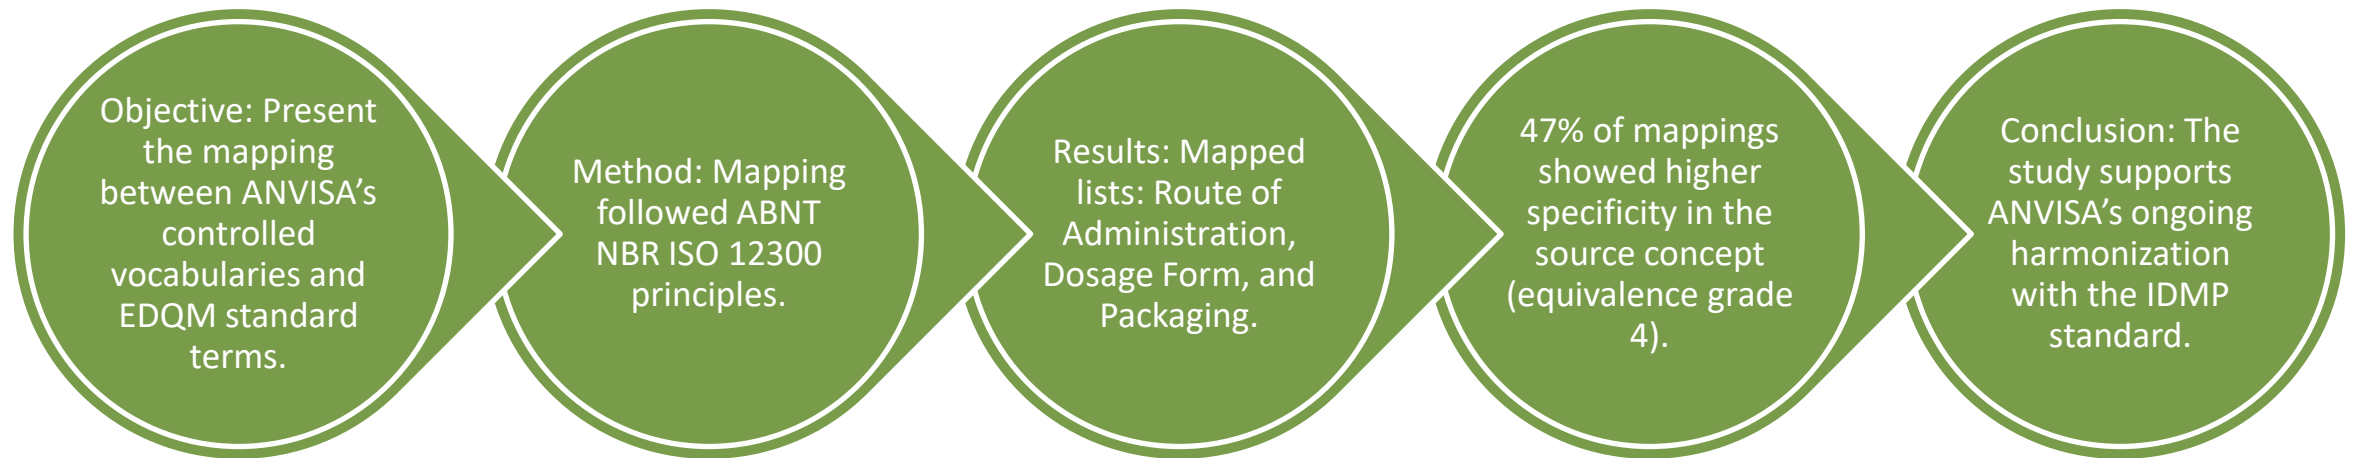 Objective: Present
the mapping
between ANVISA’s
controlled
vocabularies and
EDQM standard
terms.
Method: Mapping
followed ABNT
NBR ISO 12300
principles.
Results: Mapped
lists: Route of
Administration,
Dosage Form, and
Packaging.
47% of mappings
showed higher
specificity in the
source concept
(equivalence grade
4).
Conclusion: The
study supports
ANVISA’s ongoing
harmonization
with the IDMP
standard.